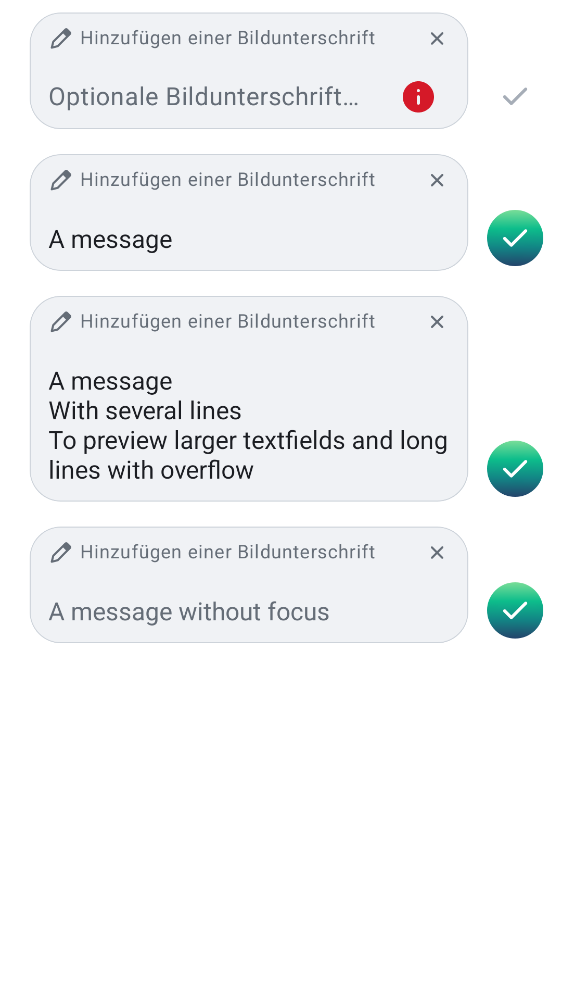 Hinzufügen einer Bildunterschrift
Optionale Bildunterschrift…
Hinzufügen einer Bildunterschrift
A message
Hinzufügen einer Bildunterschrift
A message
With several lines
To preview larger textfields and long
lines with overflow
Hinzufügen einer Bildunterschrift
A message without focus